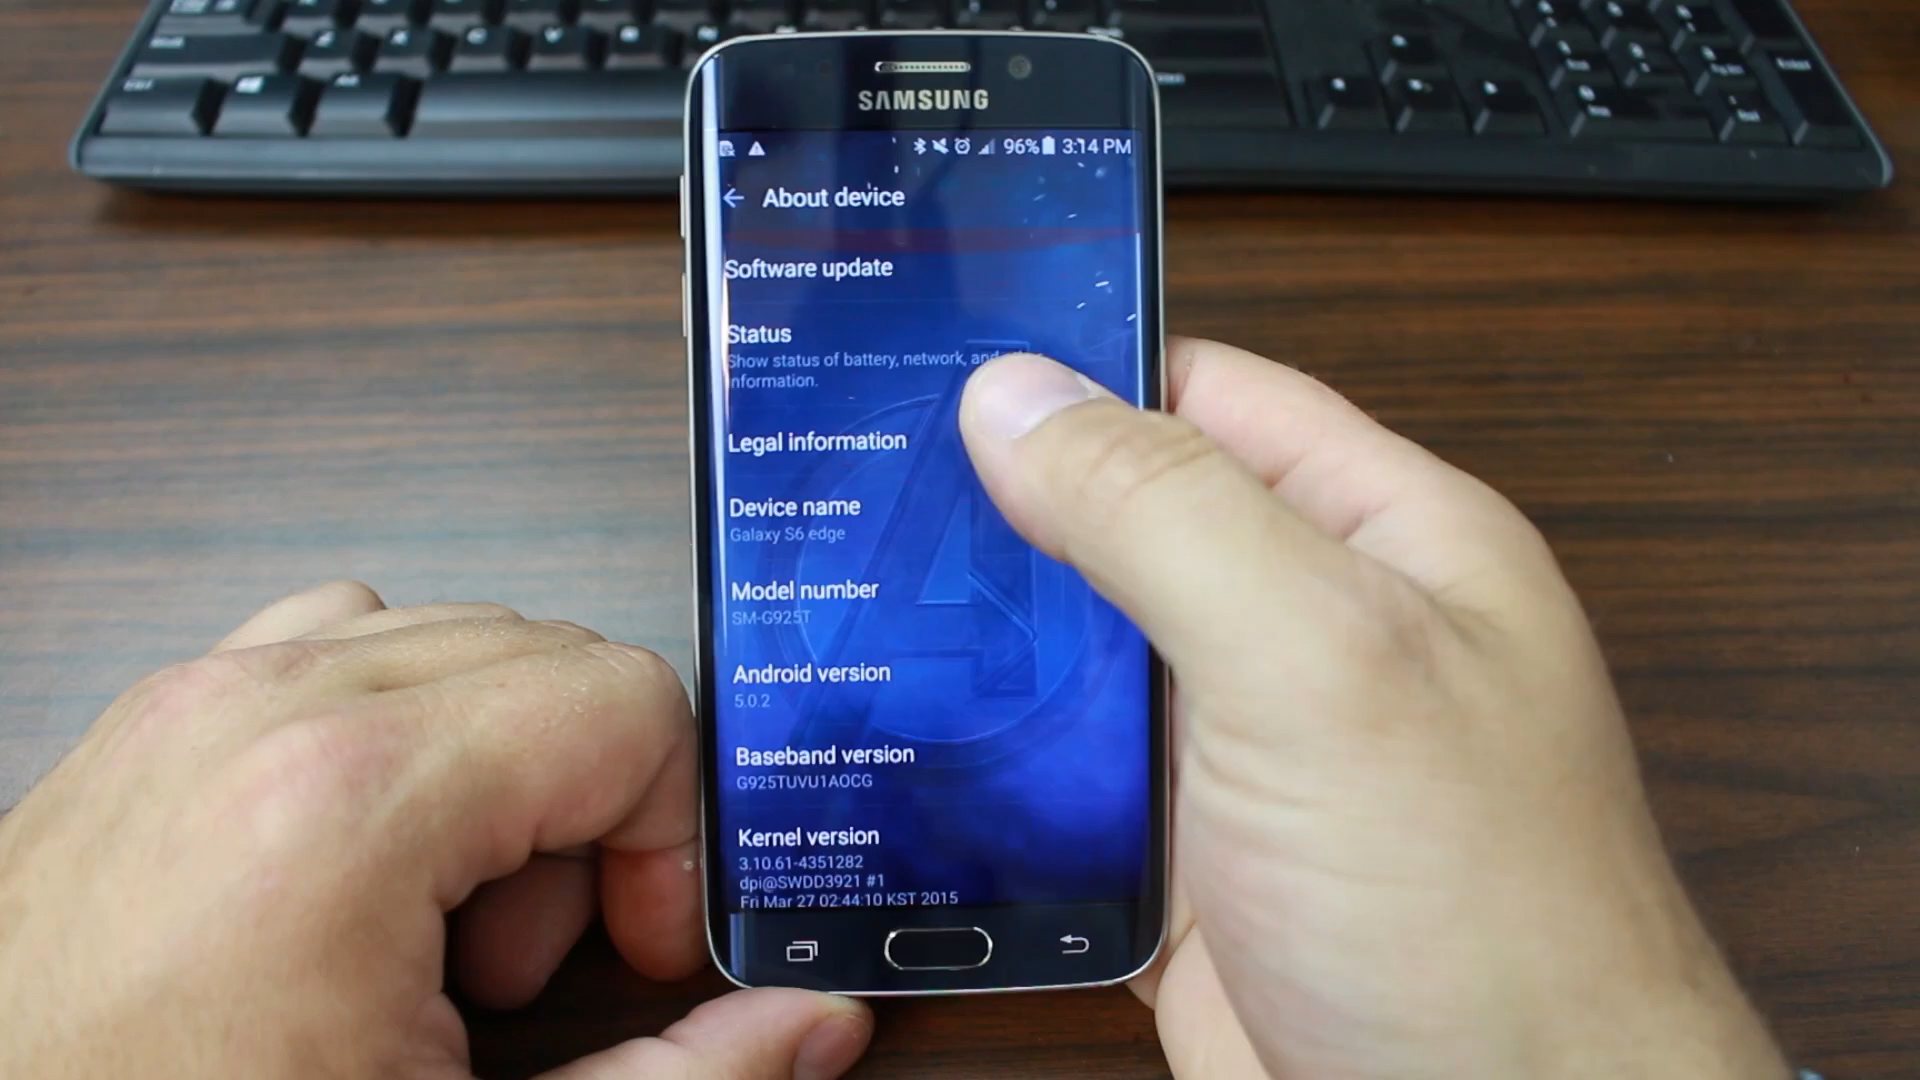 SAMSUNG
96% 3:14 PM
About device
Software update
Status
Show status of battery, network, and
information.
Legal information
Device name
Galaxy S6 edge
Model number
SM-G925T
Android version
5.0.2
Baseband version
G925TUVU1AOCG
Kernel version
3.10.61-4351282
dpi@SWDD3921 #1
Fri Mar 27 02:44:10 KST 2015